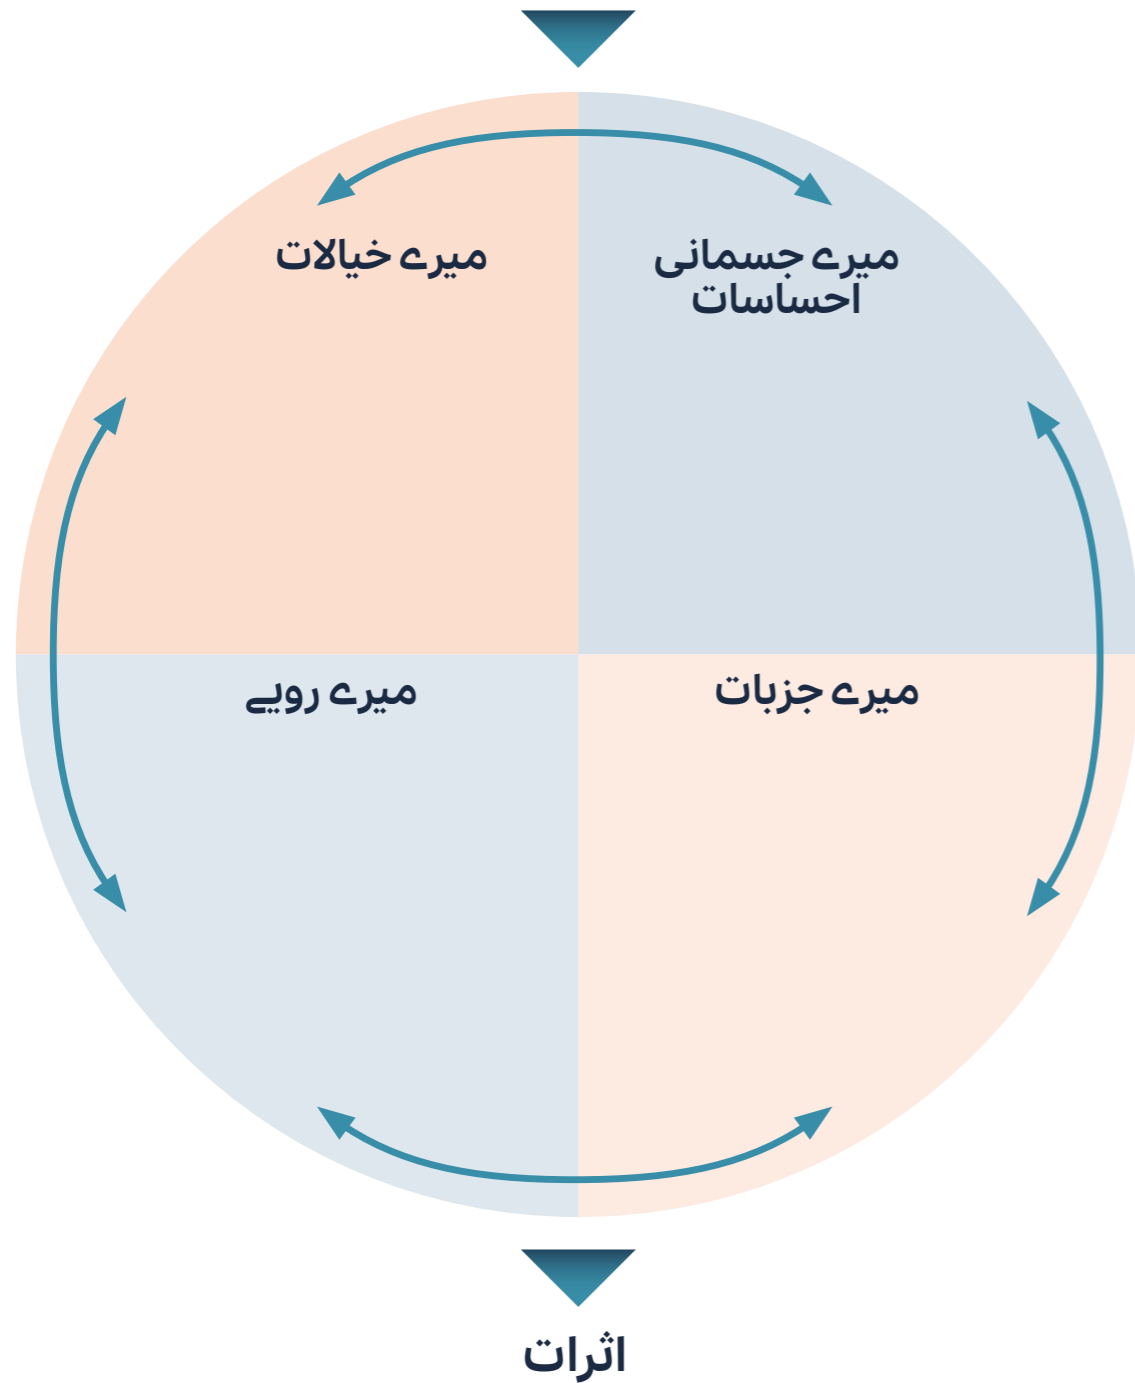 میرے جسمانی
احساسات
میرے خیالات
میرے جزبات
میرے رویے
اثرات